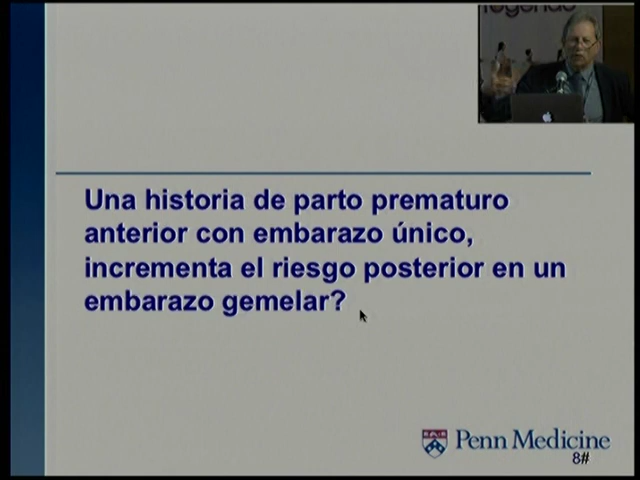 Una historia de parto prematuro
anterior con embarazo único,
incrementa el riesgo posterior en un
embarazo gemelar?
Penn Medicine
8#